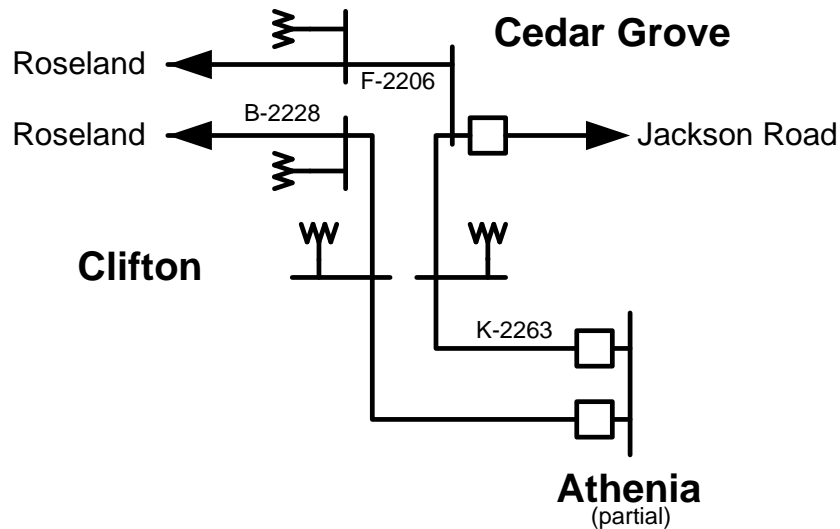 Cedar Grove
Roseland
F-2206
B-2228
Roseland
Jackson Road
Clifton
K-2263
Athenia
(partial)